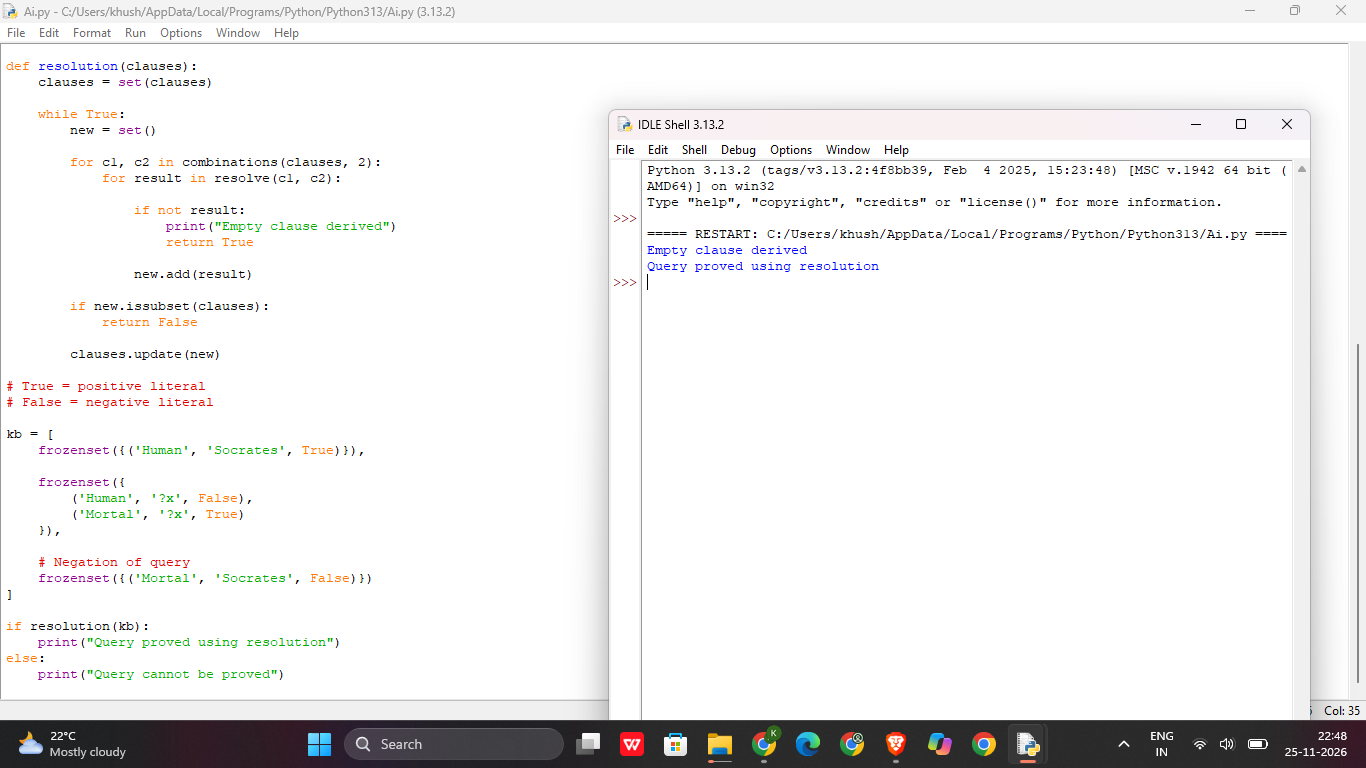 Ai.py - C:/Users/khush/AppData/Local/Programs/Python/Python313/Ai.py (3.13.2)
File Edit Format Run Options Window Help
def resolution(clauses):
    clauses = set(clauses)
    while True:
        new = set()
        for c1, c2 in combinations(clauses, 2):
            for result in resolve(c1, c2):
                if not result:
                    print("Empty clause derived")
                    return True
                new.add(result)
        if new.issubset(clauses):
            return False
        clauses.update(new)
# True = positive literal
# False = negative literal
kb = [
    frozenset({('Human', 'Socrates', True)}),
    frozenset({
        ('Human', '?x', False),
        ('Mortal', '?x', True)
    }),
    # Negation of query
    frozenset({('Mortal', 'Socrates', False)})
]
if resolution(kb):
    print("Query proved using resolution")
else:
    print("Query cannot be proved")
IDLE Shell 3.13.2
File Edit Shell Debug Options Window Help
Python 3.13.2 (tags/v3.13.2:4f8bb39, Feb  4 2025, 15:23:48) [MSC v.1942 64 bit (
AMD64)] on win32
Type "help", "copyright", "credits" or "license()" for more information.
>>>
===== RESTART: C:/Users/khush/AppData/Local/Programs/Python/Python313/Ai.py ====
Empty clause derived
Query proved using resolution
>>>
Col: 35
22°C
Mostly cloudy
Search
W
K
ENG
IN
22:48
25-11-2026